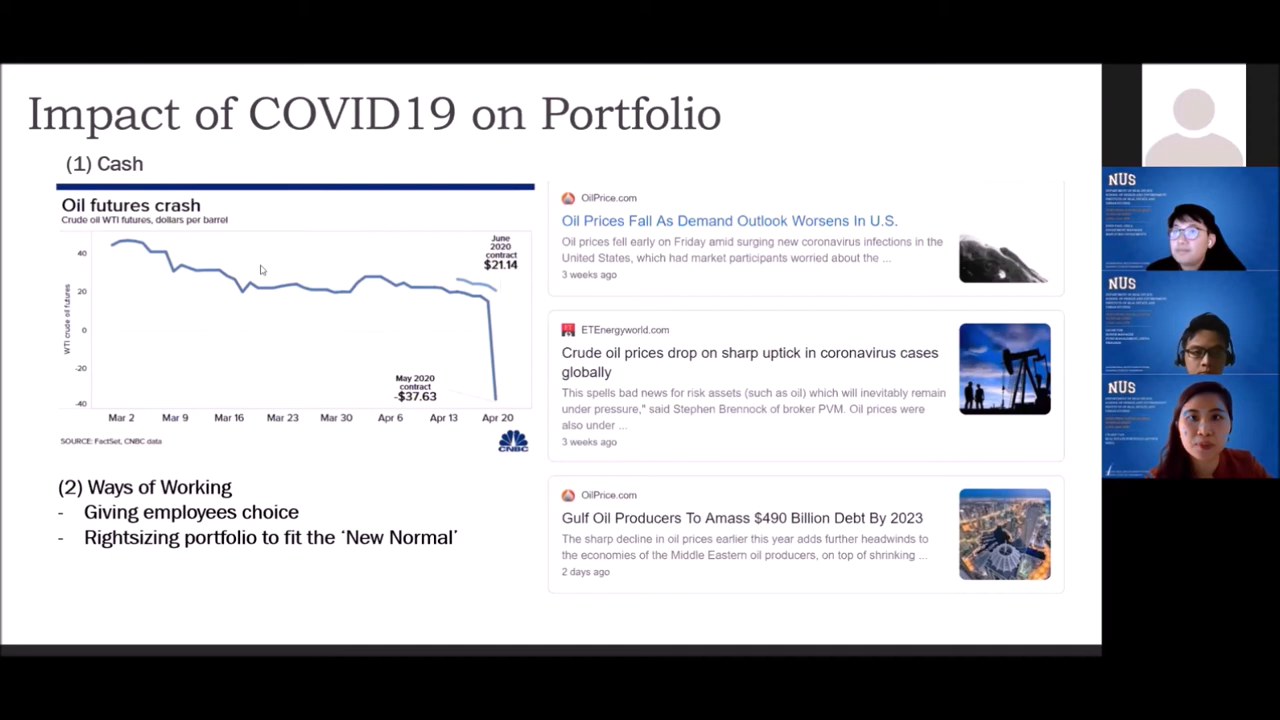 Impact of COVID19 on Portfolio
(1) Cash
Oil futures crash
Crude oil WTI futures, dollars per barrel
June
2020
contract
$21.14
40
20
0
-20
-40
WTI crude oil futures
May 2020
contract
-$37.63
Mar 2 Mar 9 Mar 16 Mar 23 Mar 30 Apr 6 Apr 13 Apr 20
SOURCE: FactSet, CNBC data
CNBC
(2) Ways of Working
- Giving employees choice
- Rightsizing portfolio to fit the ‘New Normal’
OilPrice.com
Oil Prices Fall As Demand Outlook Worsens In U.S.
Oil prices fell early on Friday amid surging new coronavirus infections in the
United States, which had market participants worried about the ...
3 weeks ago
ET
ETEnergyworld.com
Crude oil prices drop on sharp uptick in coronavirus cases
globally
This spells bad news for risk assets (such as oil) which will inevitably remain
under pressure," said Stephen Brennock of broker PVM. Oil prices were
also under ...
3 weeks ago
OilPrice.com
Gulf Oil Producers To Amass $490 Billion Debt By 2023
The sharp decline in oil prices earlier this year adds further headwinds to
the economies of the Middle Eastern oil producers, on top of shrinking ...
2 days ago
NUS
NUS
NUS